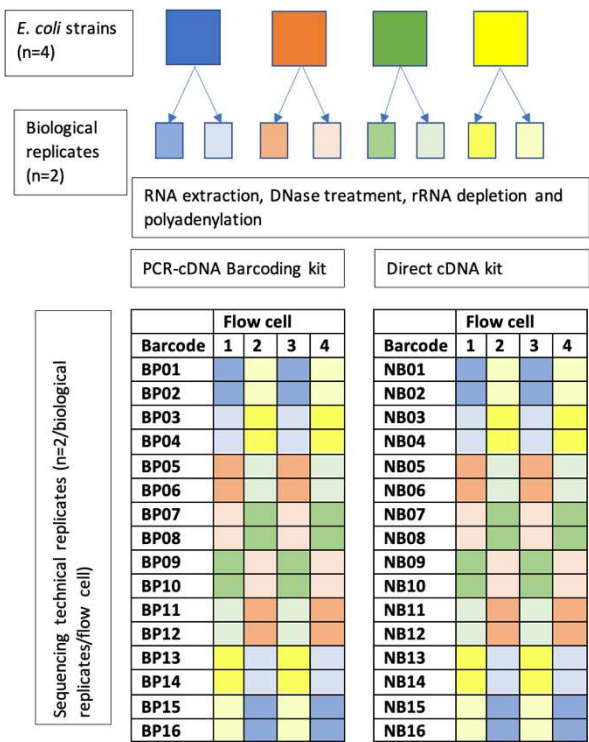 E. coli strains
(n=4)
Biological
replicates
(n=2)
RNA extraction, DNase treatment, rRNA depletion and
polyadenylation
PCR-cDNA Barcoding kit
Direct cDNA kit
Sequencing technical replicates (n=2/biological
replicates/flow cell)
Flow cell
Barcode 1 2 3 4
BP01
BP02
BP03
BP04
BP05
BP06
BP07
BP08
BP09
BP10
BP11
BP12
BP13
BP14
BP15
BP16
Flow cell
Barcode 1 2 3 4
NB01
NB02
NB03
NB04
NB05
NB06
NB07
NB08
NB09
NB10
NB11
NB12
NB13
NB14
NB15
NB16